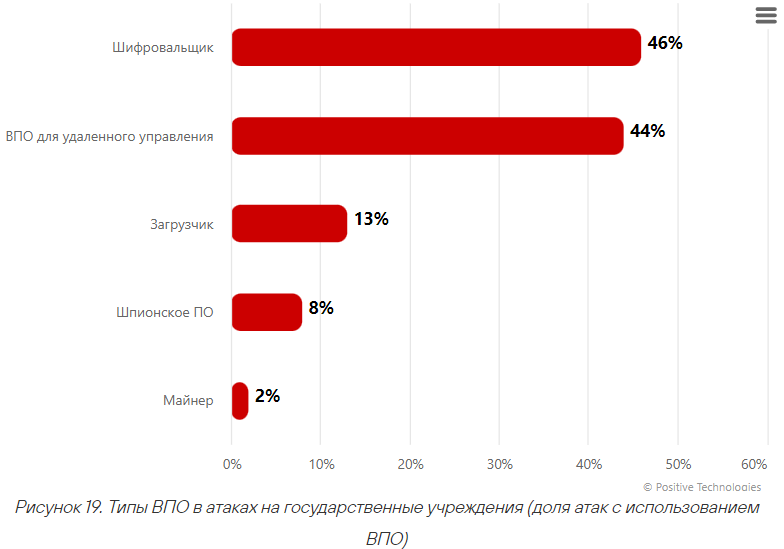 Шифровальщик
46%
ВПО для удаленного управления
44%
Загрузчик
13%
Шпионское ПО
8%
Майнер
2%
0% 10% 20% 30% 40% 50% 60%
© Positive Technologies
Рисунок 19. Типы ВПО в атаках на государственные учреждения (доля атак с использованием
ВПО)